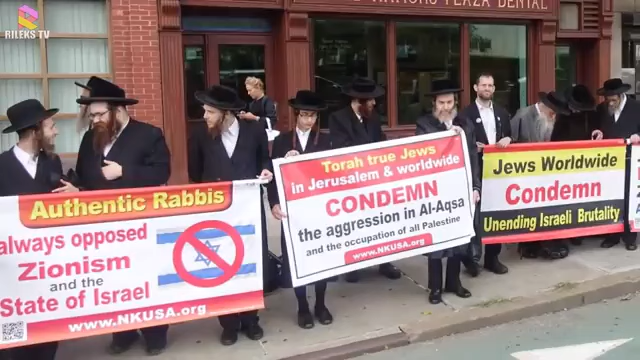 RILEKS TV
RAMONS PLAZA DENTAL
Authentic Rabbis
always opposed
Zionism
and the
State of Israel
www.NKUSA.org
Torah true Jews
in Jerusalem & worldwide
CONDEMN
the aggression in Al-Aqsa
and the occupation of all Palestine
www.NKUSA.org
Jews Worldwide
Condemn
Unending Israeli Brutality